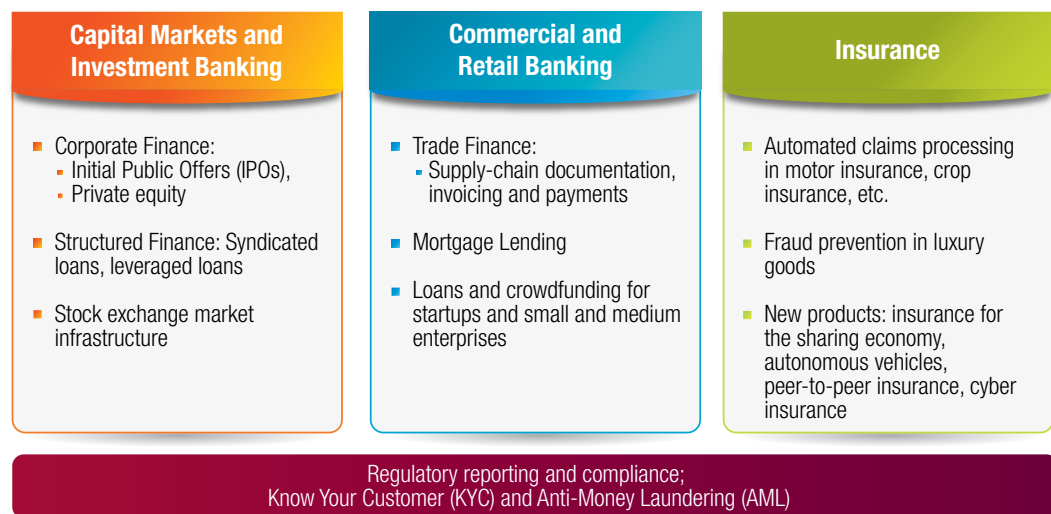 Capital Markets and
Investment Banking
Corporate Finance:
Initial Public Offers (IPOs),
Private equity
Structured Finance: Syndicated
loans, leveraged loans
Stock exchange market
infrastructure
Commercial and
Retail Banking
Trade Finance:
Supply-chain documentation,
invoicing and payments
Mortgage Lending
Loans and crowdfunding for
startups and small and medium
enterprises
Insurance
Automated claims processing
in motor insurance, crop
insurance, etc.
Fraud prevention in luxury
goods
New products: insurance for
the sharing economy,
autonomous vehicles,
peer-to-peer insurance, cyber
insurance
Regulatory reporting and compliance;
Know Your Customer (KYC) and Anti-Money Laundering (AML)